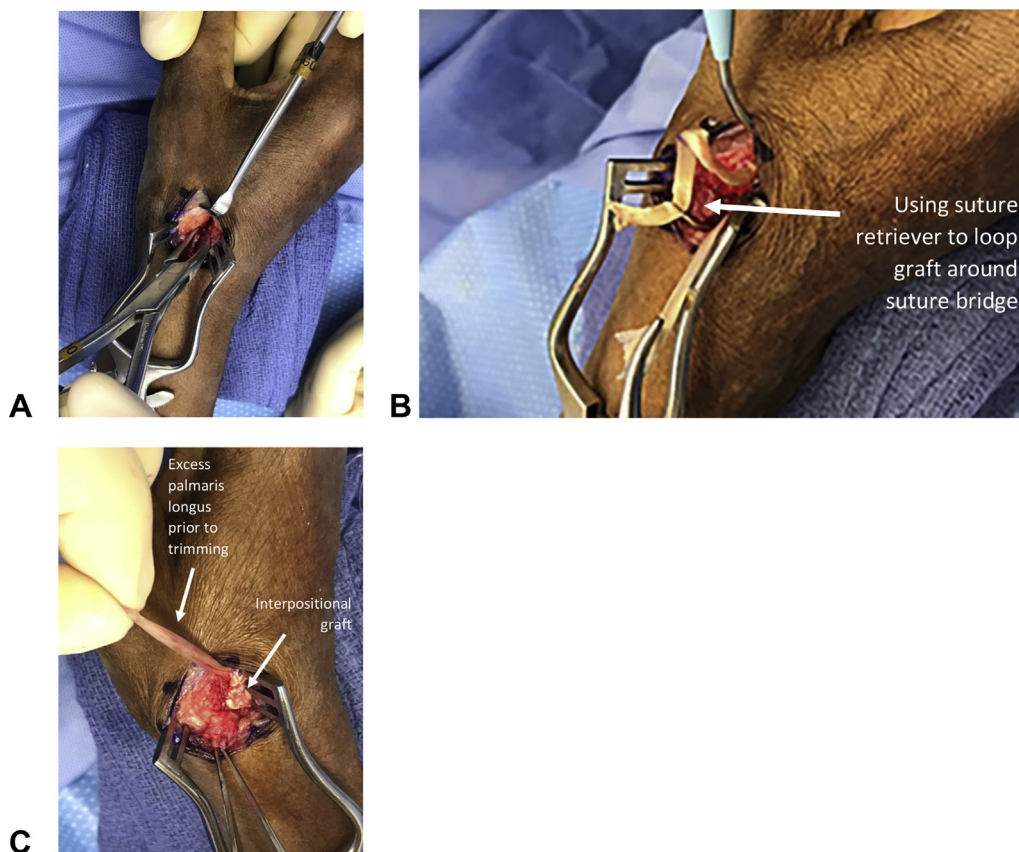 A
B
Using suture
retriever to loop
graft around
suture bridge
C
Excess
palmaris
longus
prior to
trimming
Interpositional
graft